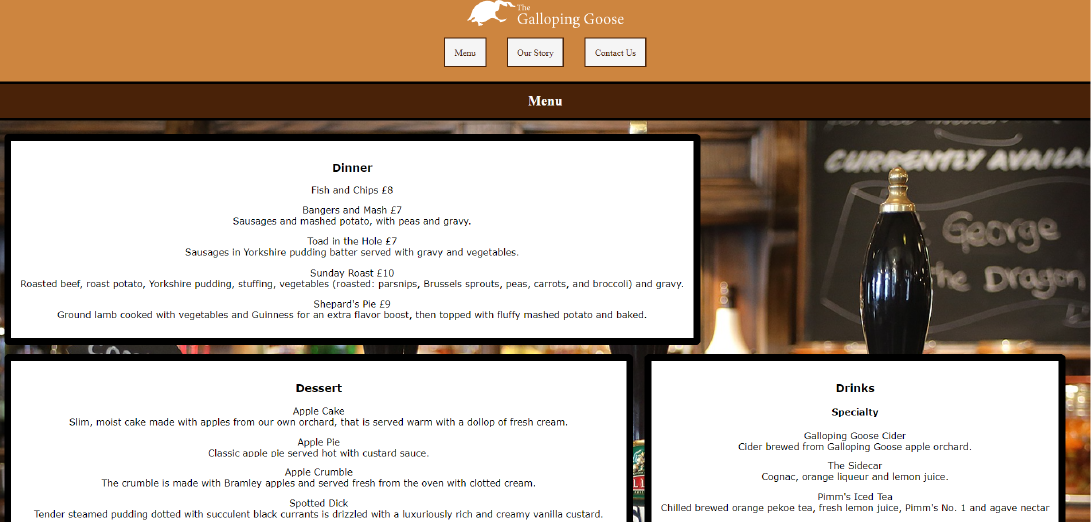 The
Galloping Goose
Menu
Our Story
Contact Us
Menu
CURRENTLY AVAILA
George
the Dragon
Dinner
Fish and Chips £8
Bangers and Mash £7
Sausages and mashed potato, with peas and gravy.
Toad in the Hole £7
Sausages in Yorkshire pudding batter served with gravy and vegetables.
Sunday Roast £10
Roasted beef, roast potato, Yorkshire pudding, stuffing, vegetables (roasted: parsnips, Brussels sprouts, peas, carrots, and broccoli) and gravy.
Shepard's Pie £9
Ground lamb cooked with vegetables and Guinness for an extra flavor boost, then topped with fluffy mashed potato and baked.
Dessert
Apple Cake
Slim, moist cake made with apples from our own orchard, that is served warm with a dollop of fresh cream.
Apple Pie
Classic apple pie served hot with custard sauce.
Apple Crumble
The crumble is made with Bramley apples and served fresh from the oven with clotted cream.
Spotted Dick
Tender steamed pudding dotted with succulent black currants is drizzled with a luxuriously rich and creamy vanilla custard.
Drinks
Specialty
Galloping Goose Cider
Cider brewed from Galloping Goose apple orchard.
The Sidecar
Cognac, orange liqueur and lemon juice.
Pimm's Iced Tea
Chilled brewed orange pekoe tea, fresh lemon juice, Pimm's No. 1 and agave nectar